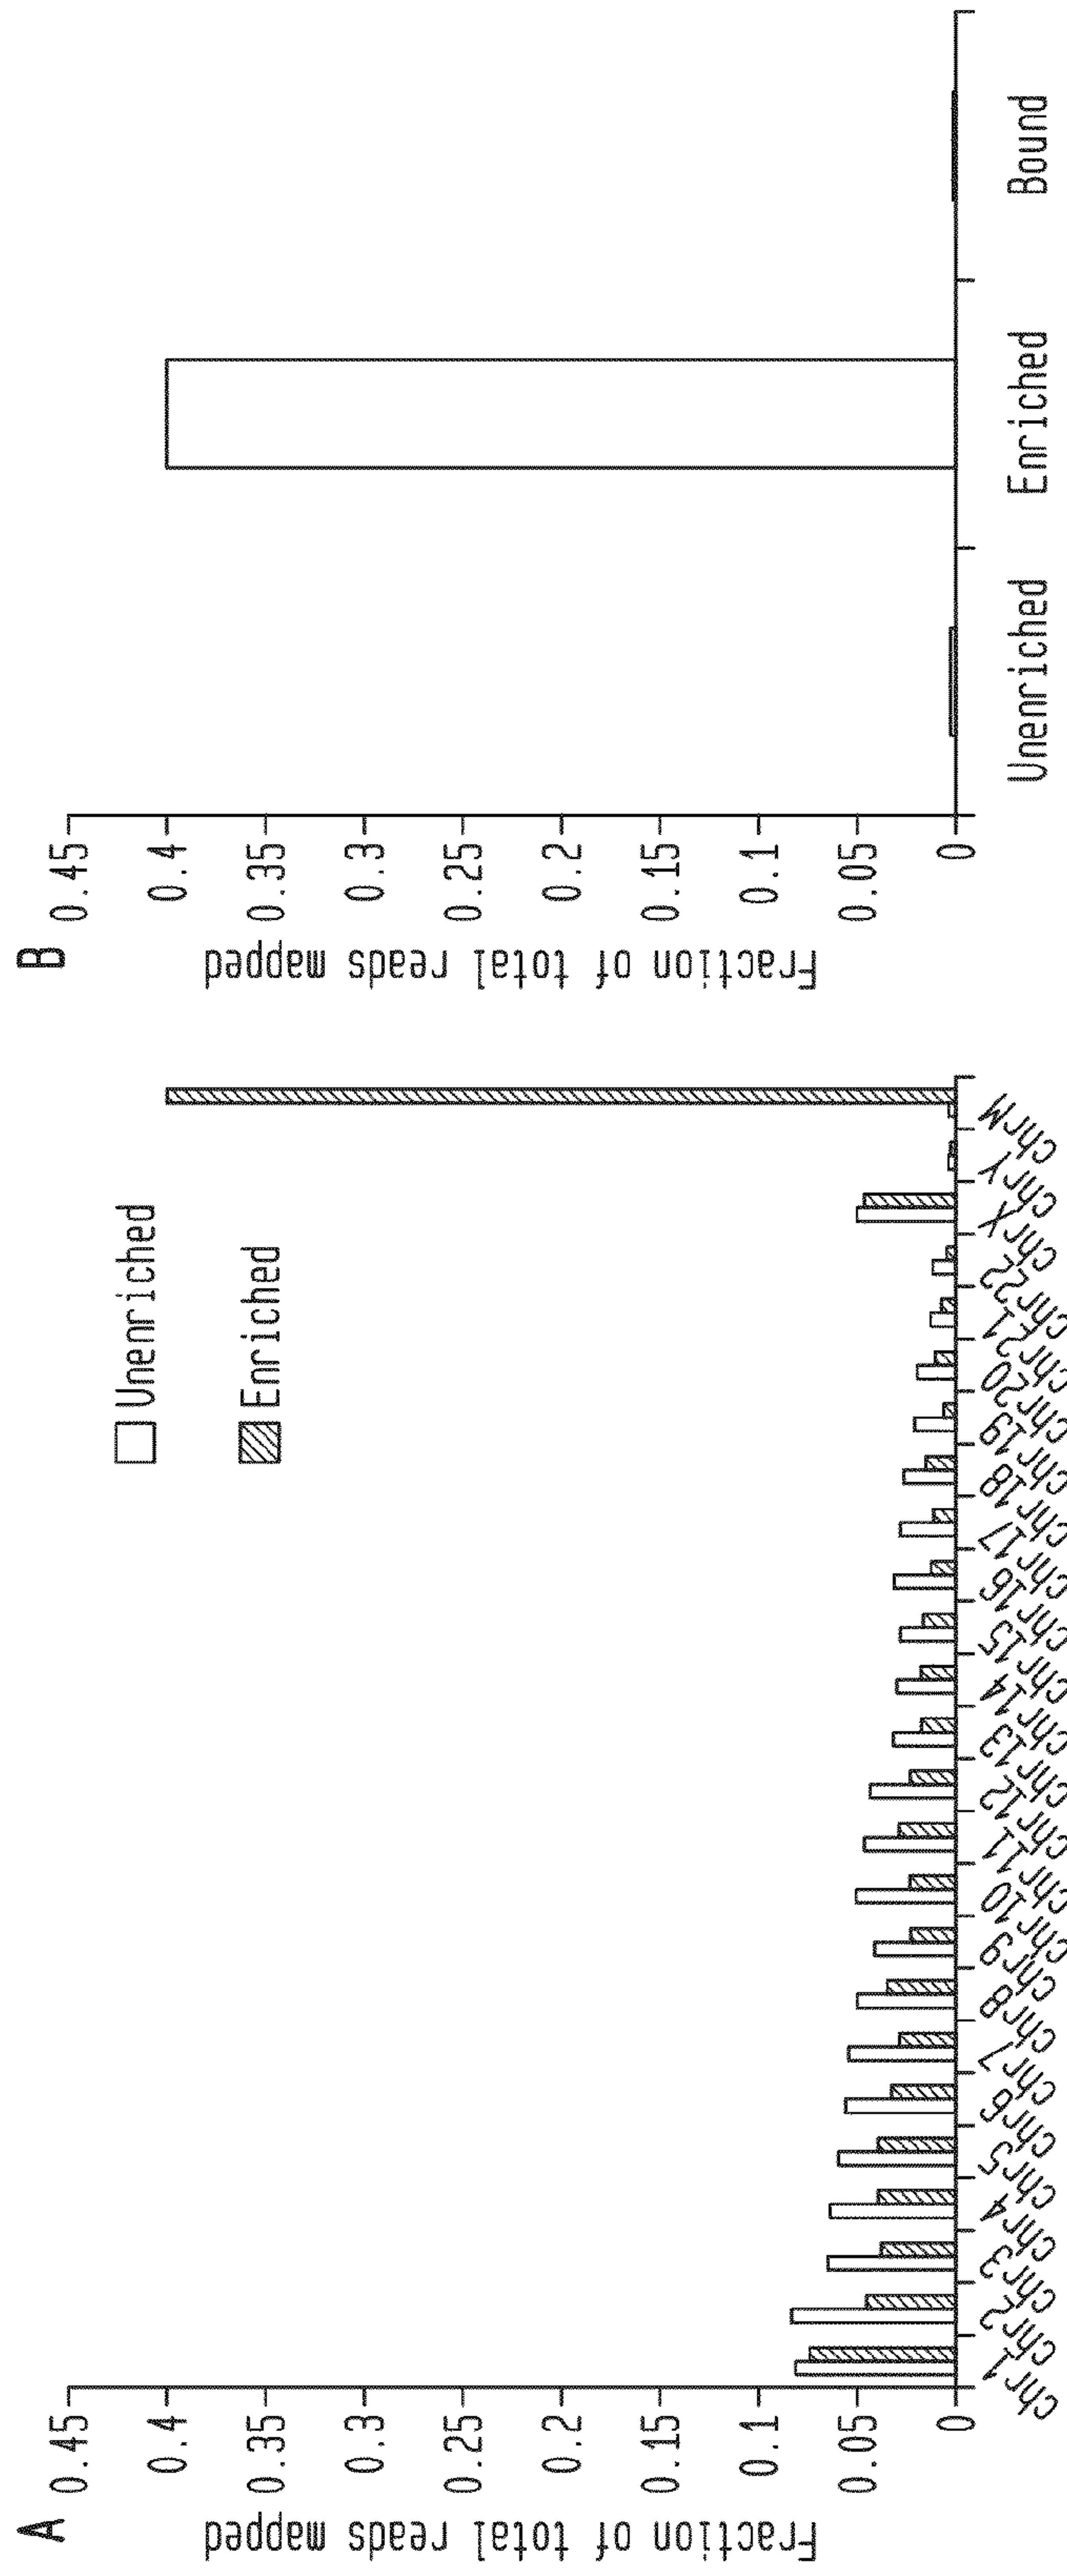 A
Fraction of total reads mapped
0.45
0.4
0.35
0.3
0.25
0.2
0.15
0.1
0.05
0
Unenriched
Enriched
chr1
chr2
chr3
chr4
chr5
chr6
chr7
chr8
chr9
chr10
chr11
chr12
chr13
chr14
chr15
chr16
chr17
chr18
chr19
chr20
chr21
chr22
chrX
chrY
chrM
B
Fraction of total reads mapped
0.45
0.4
0.35
0.3
0.25
0.2
0.15
0.1
0.05
0
Unenriched
Enriched
Bound